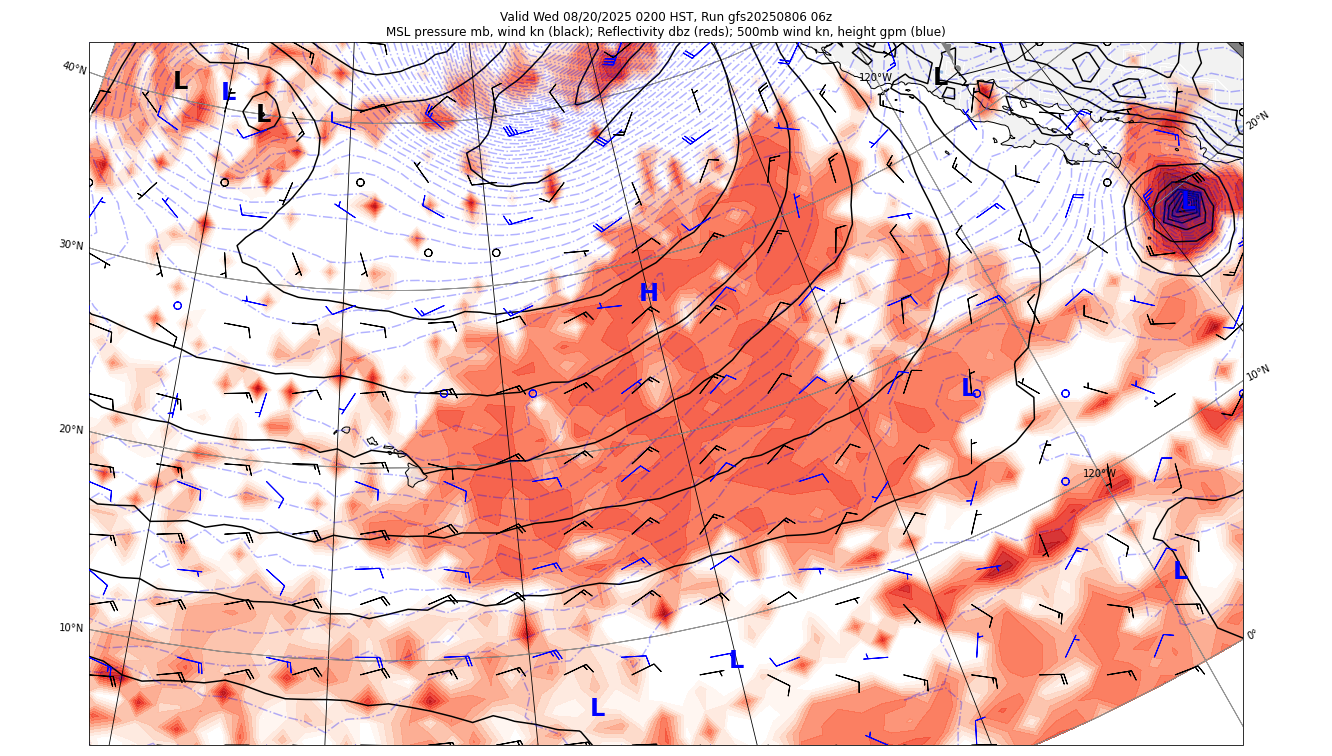 Valid Wed 08/20/2025 0200 HST, Run gfs20250806 06z
MSL pressure mb, wind kn (black); Reflectivity dbz (reds); 500mb wind kn, height gpm (blue)
40°N
L
L
L
120°W
L
20°N
L
30°N
H
10°N
L
20°N
120°W
L
10°N
0°
L
L